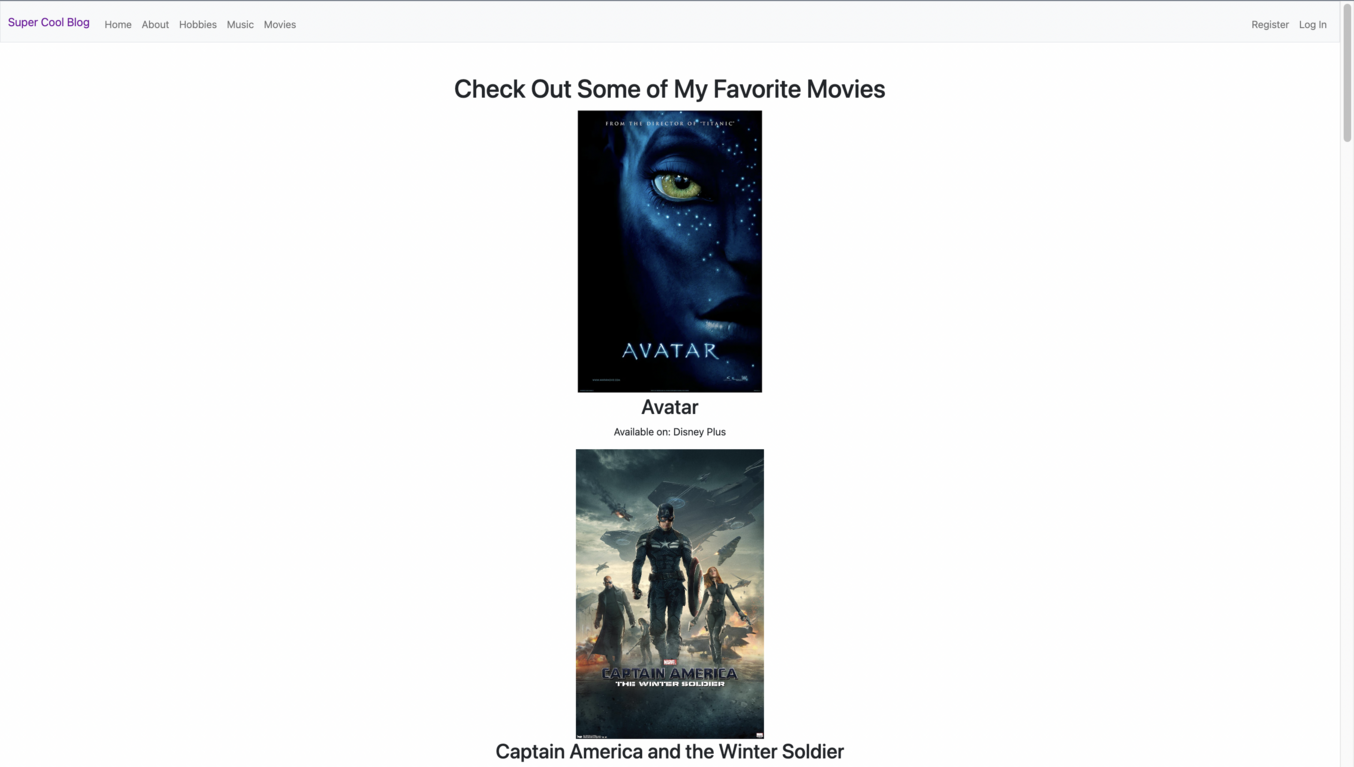 Super Cool Blog Home About Hobbies Music Movies Register Log In
Check Out Some of My Favorite Movies
FROM THE DIRECTOR OF 'TITANIC'
AVATAR
Avatar
Available on: Disney Plus
MARVEL
CAPTAIN AMERICA
THE WINTER SOLDIER
Captain America and the Winter Soldier